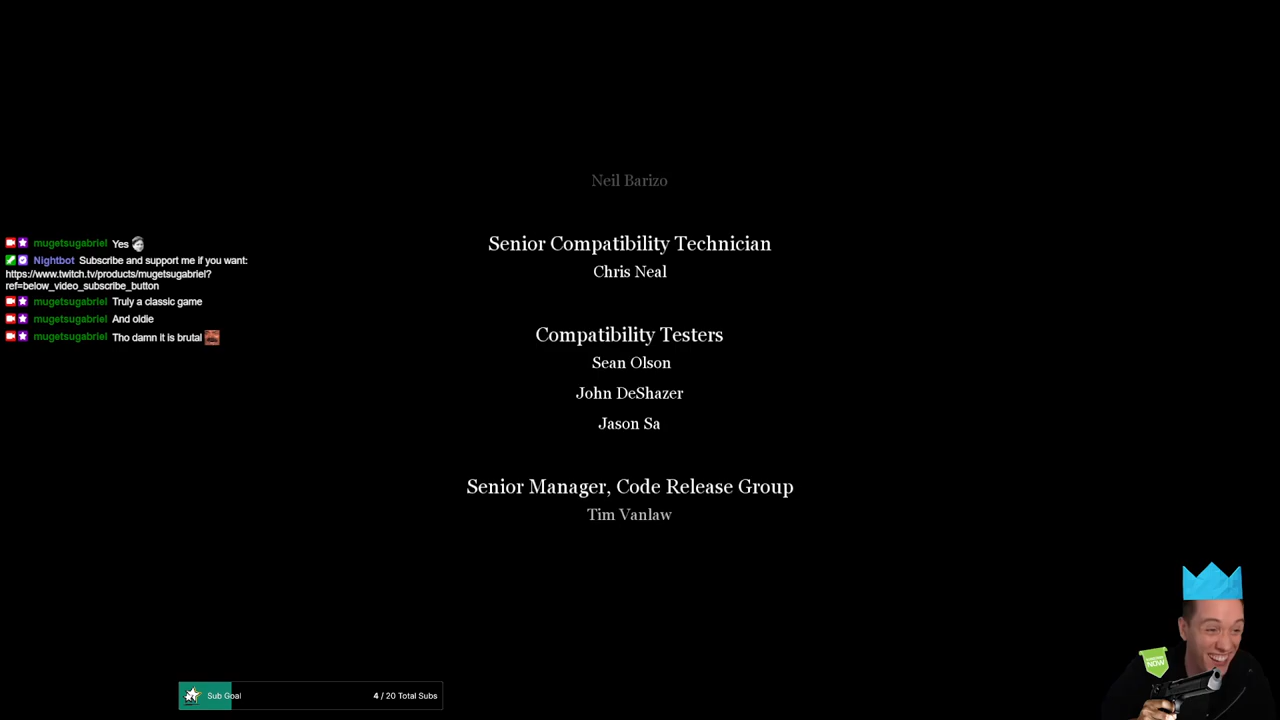 Neil Barizo
Senior Compatibility Technician
Chris Neal
Compatibility Testers
Sean Olson
John DeShazer
Jason Sa
Senior Manager, Code Release Group
Tim Vanlaw
mugetsugabriel Yes
Nightbot Subscribe and support me if you want:
https://www.twitch.tv/products/mugetsugabriel?
ref=below_video_subscribe_button
mugetsugabriel Truly a classic game
mugetsugabriel And oldie
mugetsugabriel Tho damn it is brutal
Sub Goal 4 / 20 Total Subs
NOW